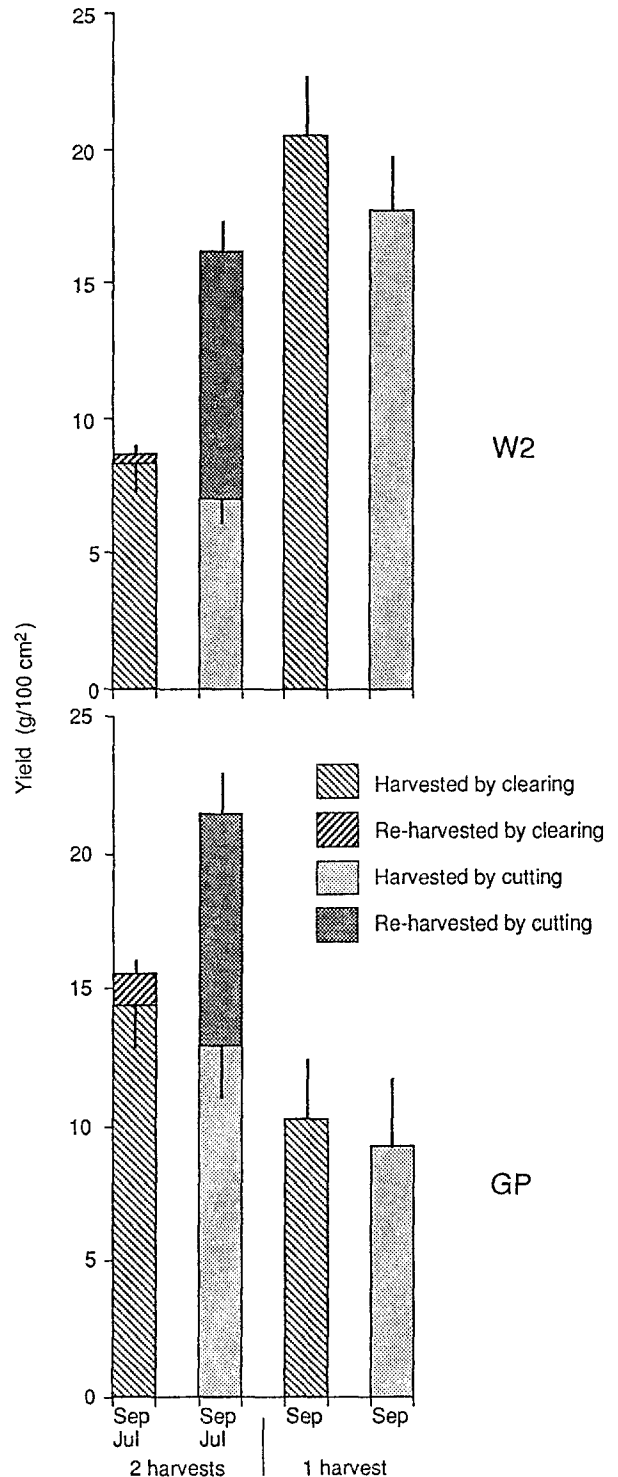 25
20
15
10
5
0
W2
Yield (g/100 cm²)
25
20
15
10
5
0
Harvested by clearing
Re-harvested by clearing
Harvested by cutting
Re-harvested by cutting
GP
Sep Sep Sep Sep
Jul Jul
2 harvests 1 harvest